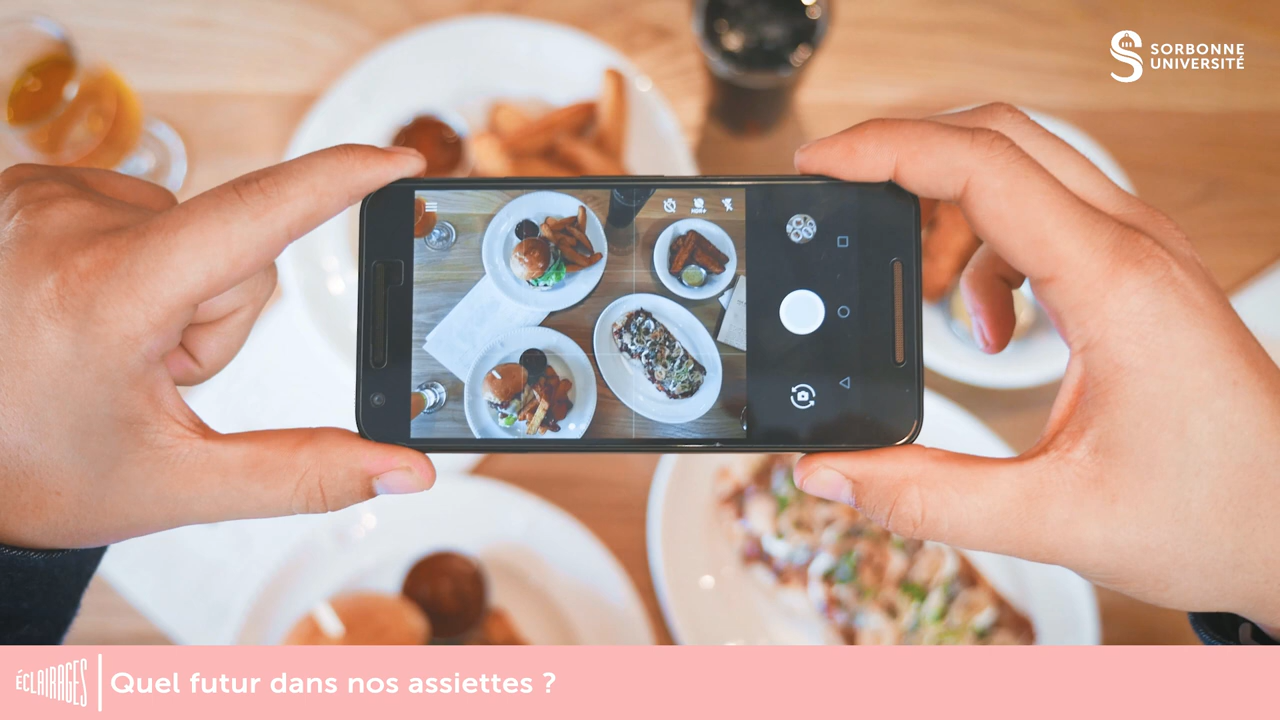 SORBONNE
UNIVERSITÉ
ÉCLAIRAGES
Quel futur dans nos assiettes ?